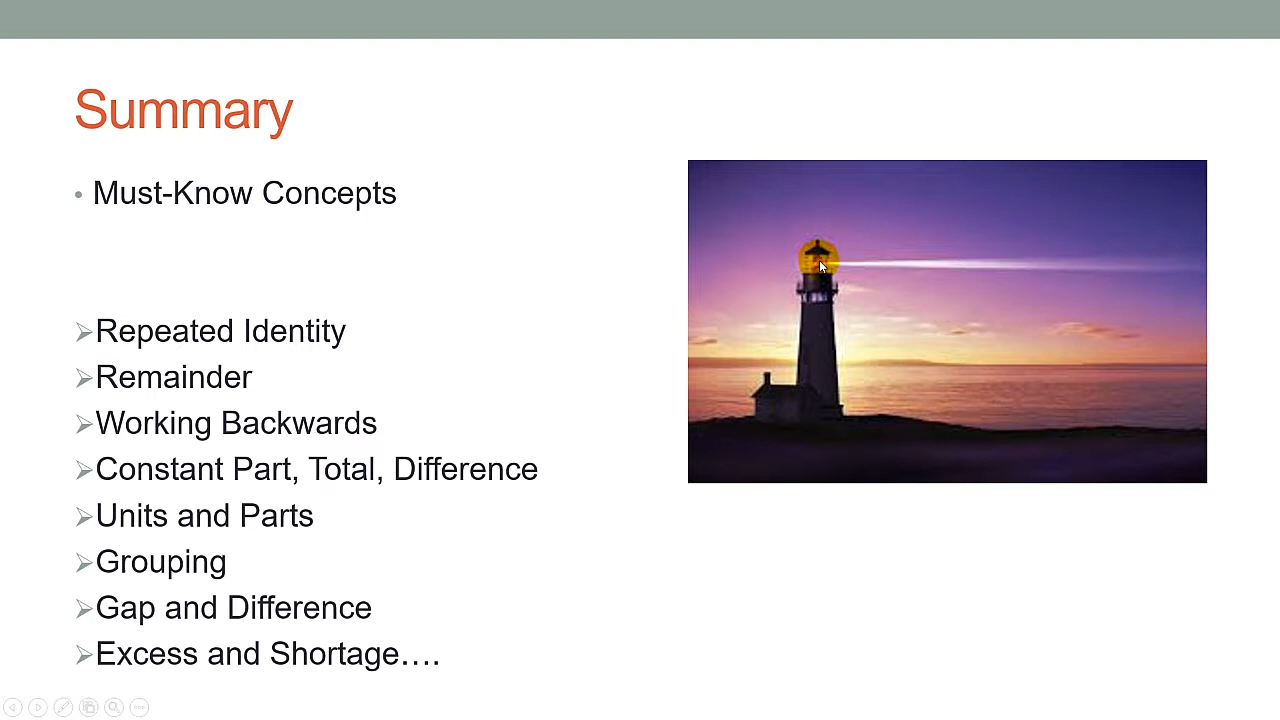 Summary
• Must-Know Concepts
➢Repeated Identity
➢Remainder
➢Working Backwards
➢Constant Part, Total, Difference
➢Units and Parts
➢Grouping
➢Gap and Difference
➢Excess and Shortage….